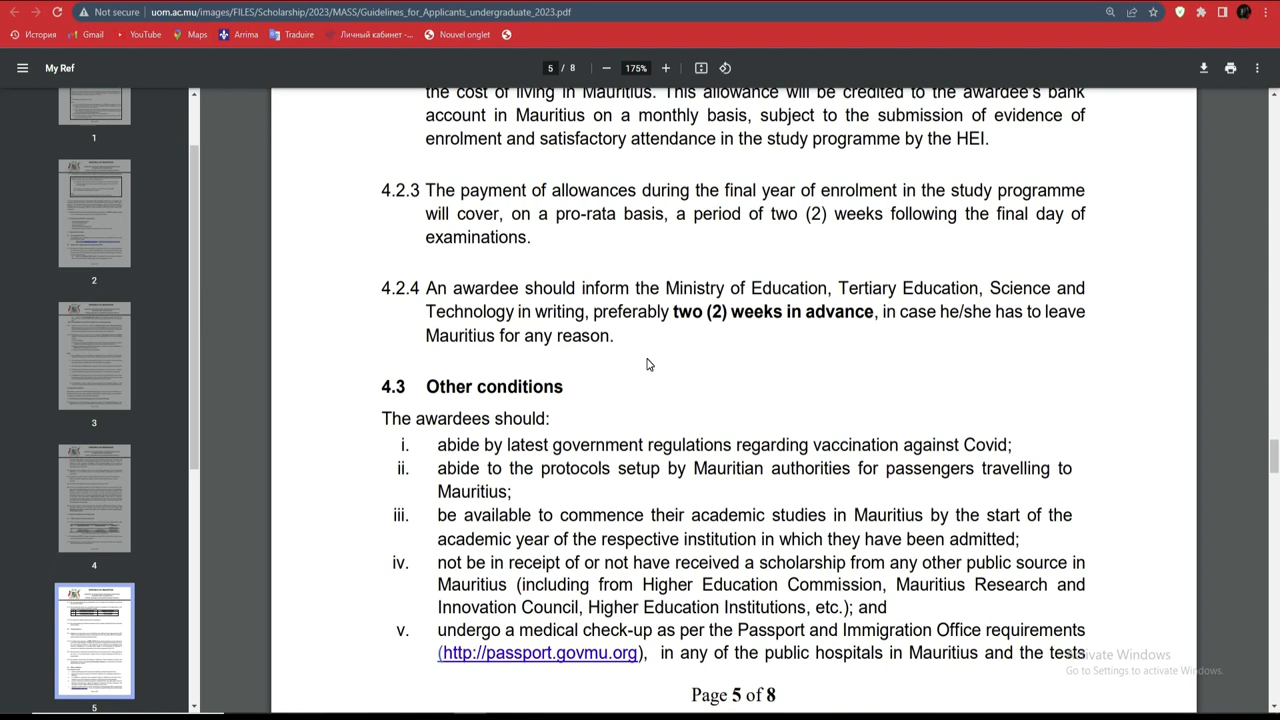 Not secure | uom.ac.mu/images/FILES/Scholarship/2023/MASS/Guidelines_for_Applicants_undergraduate_2023.pdf
История Gmail YouTube Maps Arrima Traduire Личный кабинет -... Nouvel onglet
My Ref 5 / 8 175%
the cost of living in Mauritius. This allowance will be credited to the awardee's bank
account in Mauritius on a monthly basis, subject to the submission of evidence of
enrolment and satisfactory attendance in the study programme by the HEI.
4.2.3 The payment of allowances during the final year of enrolment in the study programme
will cover, on a pro-rata basis, a period of two (2) weeks following the final day of
examinations.
4.2.4 An awardee should inform the Ministry of Education, Tertiary Education, Science and
Technology in writing, preferably two (2) weeks in advance, in case he/she has to leave
Mauritius for any reason.
4.3 Other conditions
The awardees should:
i. abide by the government regulations regarding vaccination against Covid;
ii. abide to the protocols setup by Mauritian authorities for passengers travelling to
Mauritius;
iii. be available to commence their academic studies in Mauritius by the start of the
academic year of the respective institution in which they have been admitted;
iv. not be in receipt of or not have received a scholarship from any other public source in
Mauritius (including from Higher Education Commission, Mauritius Research and
Innovation Council, Higher Education Institution etc.); and
v. undergo medical check-up as per the Passport and Immigration Office requirements
(http://passport.govmu.org), in any of the public hospitals in Mauritius and the tests
Page 5 of 8
Activate Windows
Go to Settings to activate Windows.
1
2
3
4
5